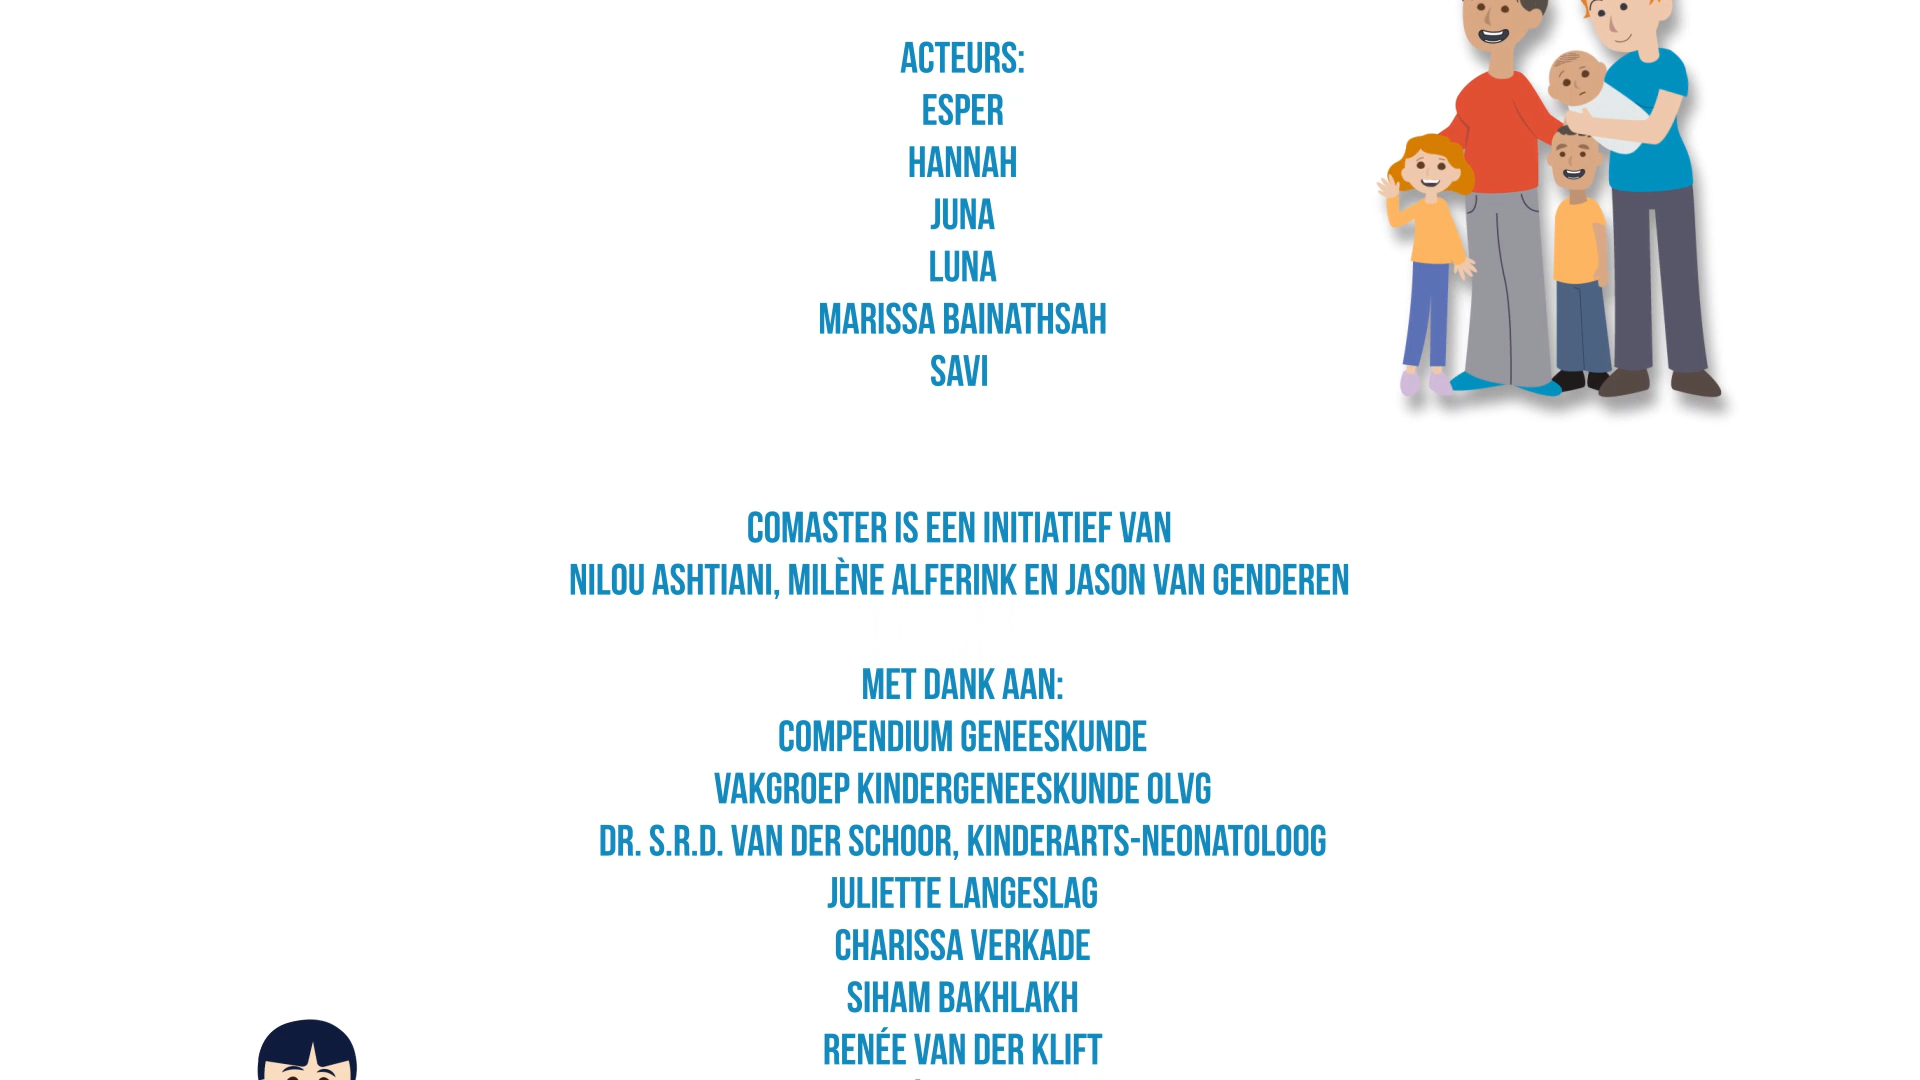 ACTEURS:
ESPER
HANNAH
JUNA
LUNA
MARISSA BAINATHSAH
SAVI
COMASTER IS EEN INITIATIEF VAN
NILOU ASHTIANI, MILÈNE ALFERINK EN JASON VAN GENDEREN
MET DANK AAN:
COMPENDIUM GENEESKUNDE
VAKGROEP KINDERGENEESKUNDE OLVG
DR. S.R.D. VAN DER SCHOOR, KINDERARTS-NEONATOLOOG
JULIETTE LANGESLAG
CHARISSA VERKADE
SIHAM BAKHLAKH
RENÉE VAN DER KLIFT